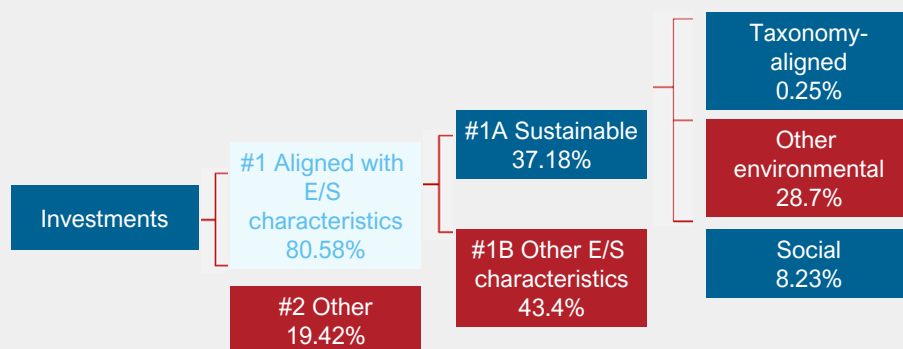 Investments
#1 Aligned with
E/S
characteristics
80.58%
#2 Other
19.42%
#1A Sustainable
37.18%
#1B Other E/S
characteristics
43.4%
Taxonomy-
aligned
0.25%
Other
environmental
28.7%
Social
8.23%